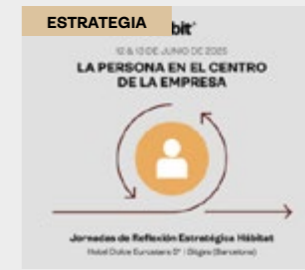 ESTRATEGIA
bit
12 & 13 DE JUNIO DE 2025
LA PERSONA EN EL CENTRO
DE LA EMPRESA
Jornadas de Reflexión Estratégica Hábitat
Hotel Dolce Sitges (Barcelona)